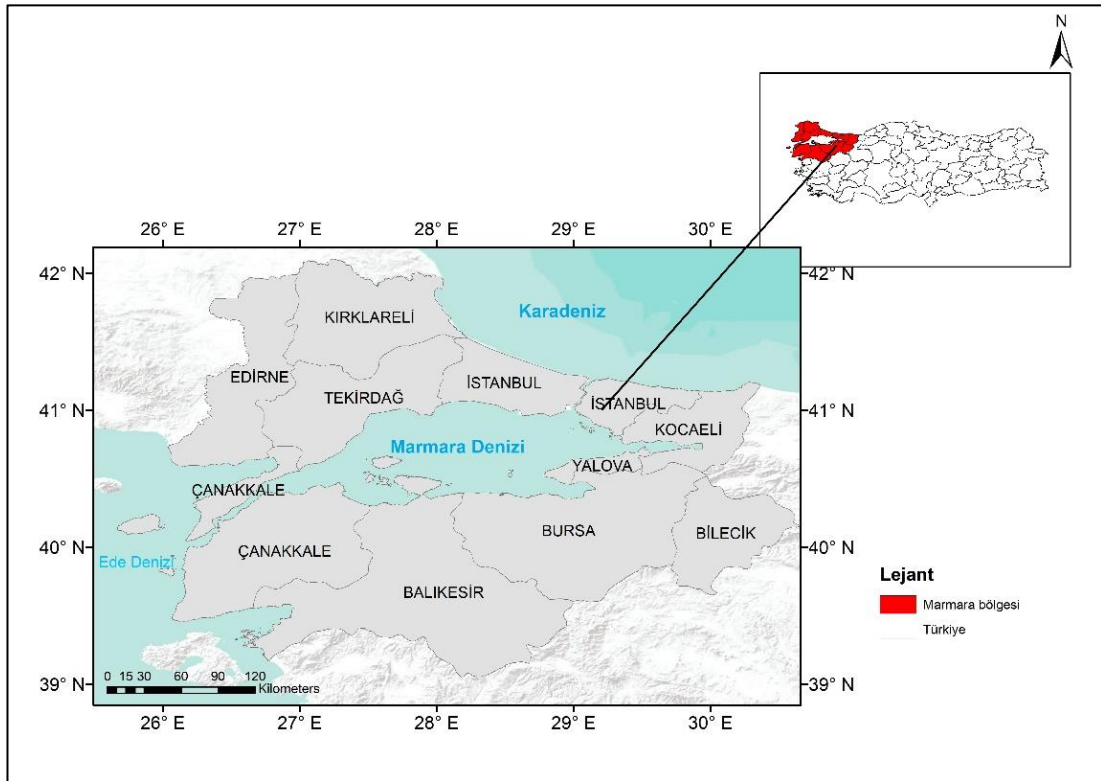 N
26° E 27° E 28° E 29° E 30° E
42° N 42° N
KIRKLARELİ
Karadeniz
EDİRNE
TEKİRDAĞ
İSTANBUL
İSTANBUL
41° N 41° N
KOCAELİ
Marmara Denizi
YALOVA
ÇANAKKALE
BURSA
BİLECİK
40° N 40° N
ÇANAKKALE
Ede Denizi
BALIKESİR
Lejant
Marmara bölgesi
Türkiye
0 15 30 60 90 120
Kilometers
39° N 39° N
26° E 27° E 28° E 29° E 30° E